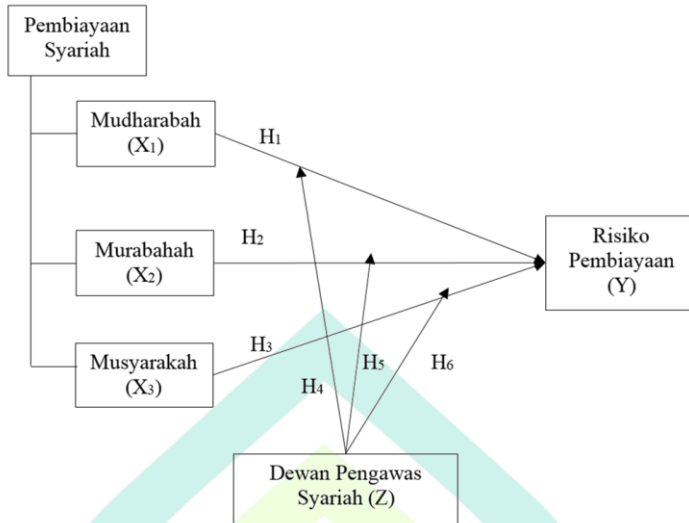 Pembiayaan
Syariah
Mudharabah
(X₁)
H₁
Murabahah
(X₂)
H₂
Risiko
Pembiayaan
(Y)
Musyarakah
(X₃)
H₃
H₄
H₅
H₆
Dewan Pengawas
Syariah (Z)